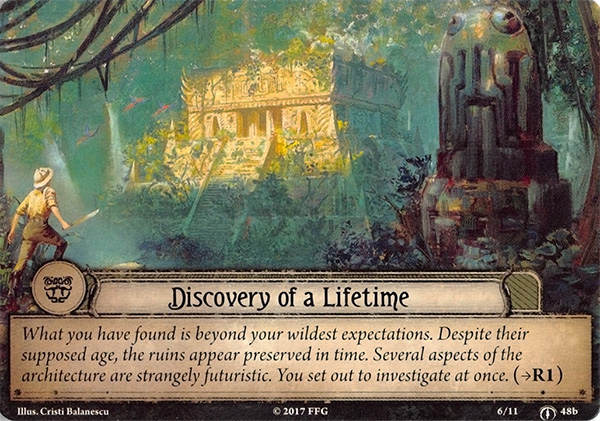 Discovery of a Lifetime
What you have found is beyond your wildest expectations. Despite their
supposed age, the ruins appear preserved in time. Several aspects of the
architecture are strangely futuristic. You set out to investigate at once. (→R1)
Illus. Cristi Balanescu © 2017 FFG 6/11 48b